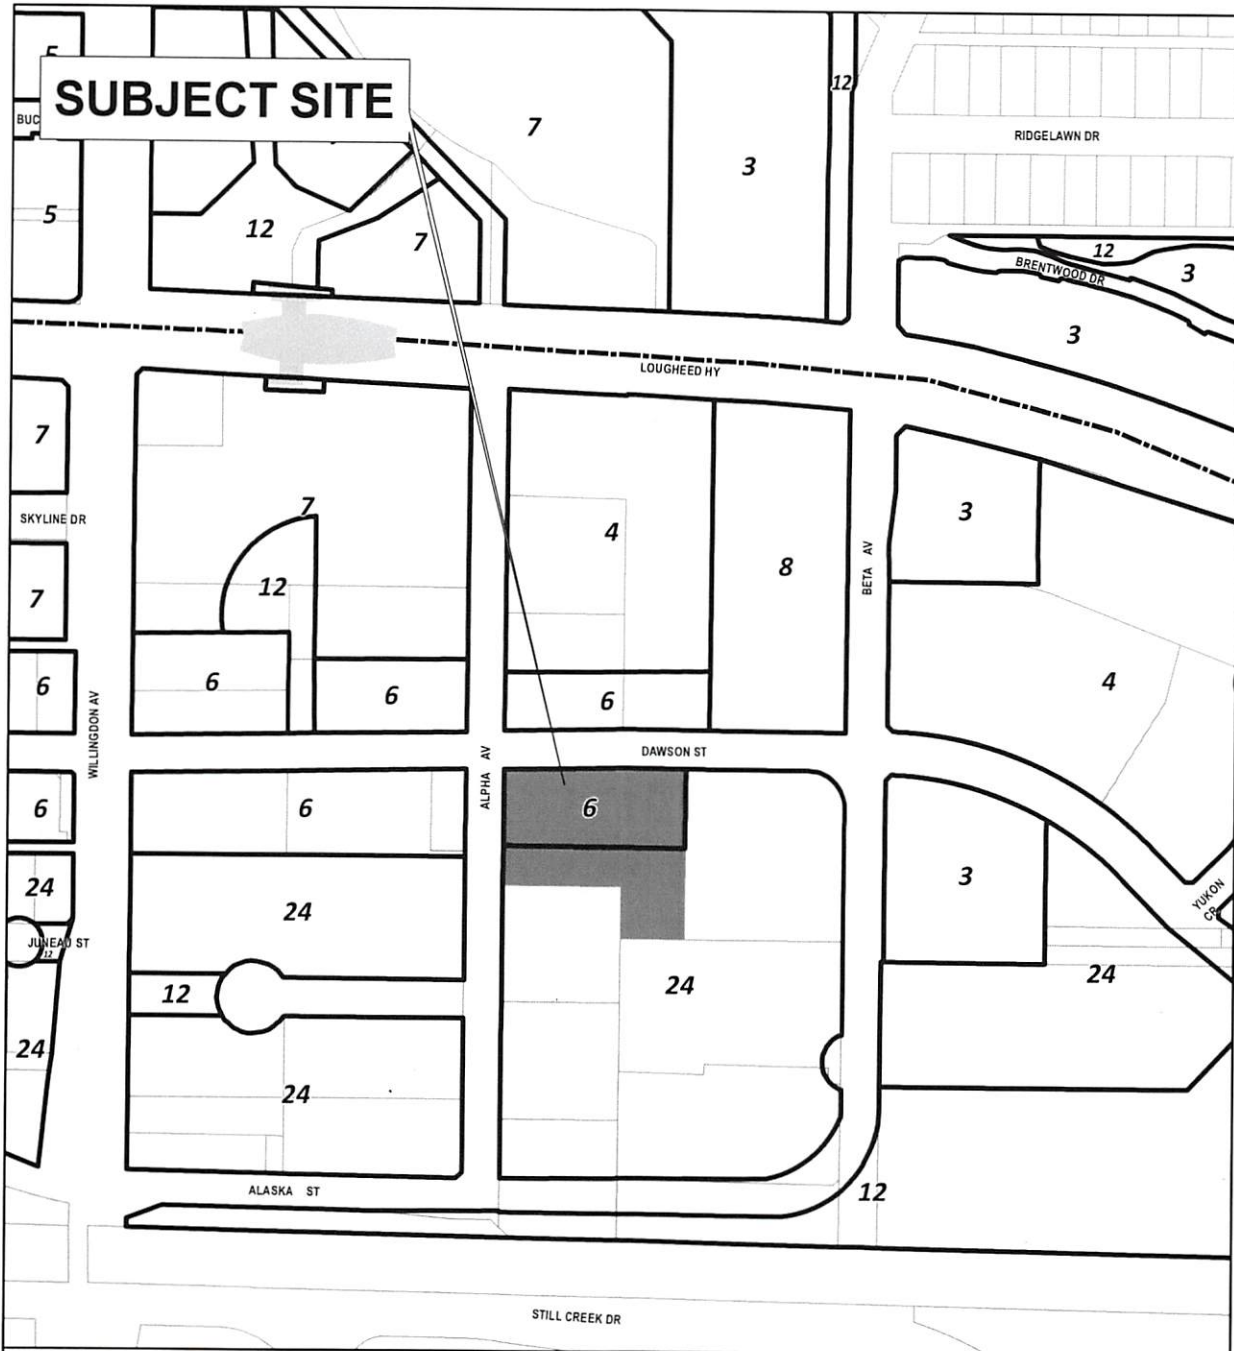 5
SUBJECT SITE
BUC
12
7
RIDGELAWN DR
3
5
12
7
12
BRENTWOOD DR
3
3
LOUGHEED HY
7
SKYLINE DR
7
4
3
BETA AV
8
12
7
6
6
6
6
4
WILLINGDON AV
ALPHA AV
DAWSON ST
6
6
6
3
YUKON CR
24
24
JUNEAU ST
12
12
24
24
24
24
ALASKA ST
12
STILL CREEK DR